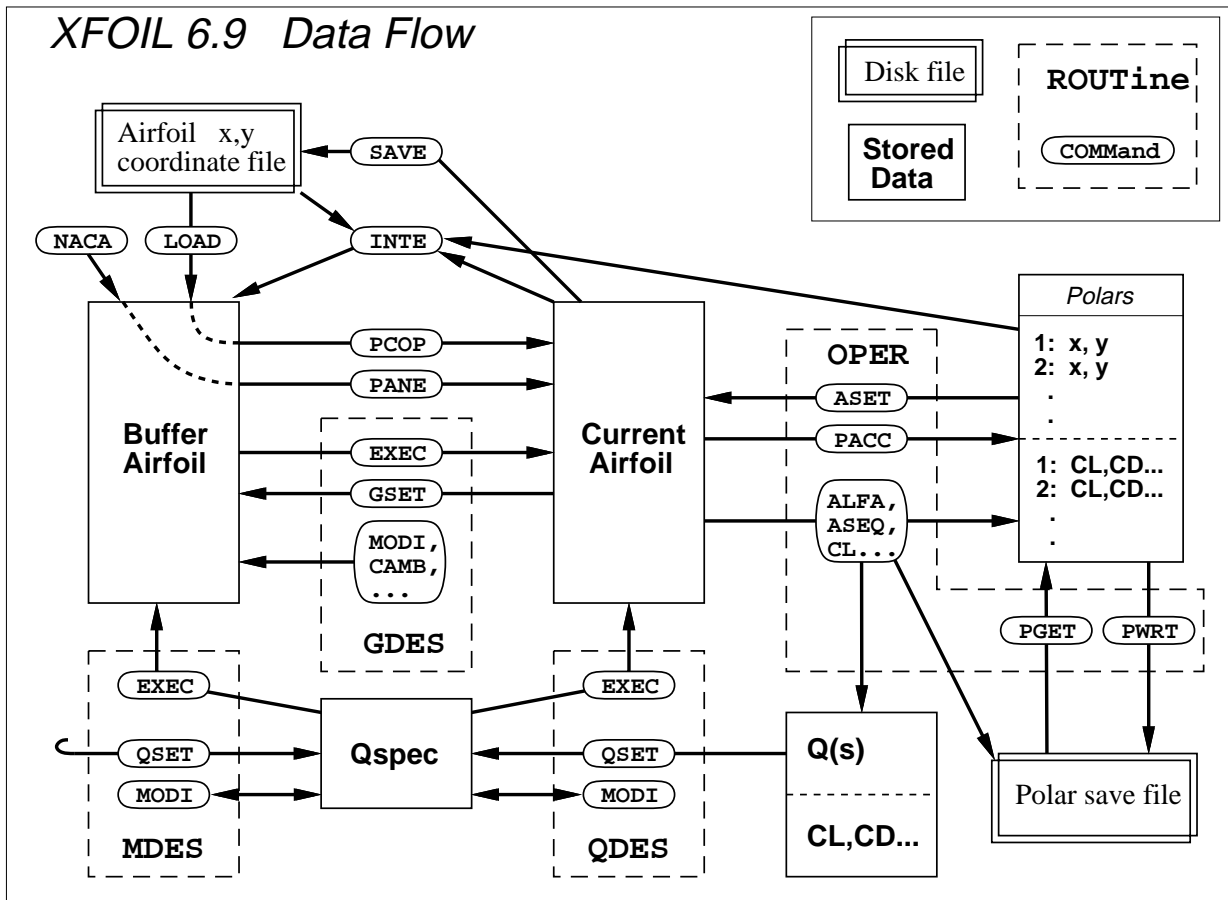 XFOIL 6.9 Data Flow
Disk file
ROUTine
Stored
Data
COMMand
Airfoil x,y
coordinate file
SAVE
NACA
LOAD
INTE
Polars
1: x, y
2: x, y
.
.
1: CL,CD...
2: CL,CD...
.
.
PCOP
PANE
OPER
ASET
PACC
Buffer
Airfoil
Current
Airfoil
EXEC
GSET
MODI,
CAMB,
...
GDES
ALFA,
ASEQ,
CL...
PGET
PWRT
EXEC
QSET
MODI
MDES
Qspec
EXEC
QSET
MODI
QDES
Q(s)
CL,CD...
Polar save file